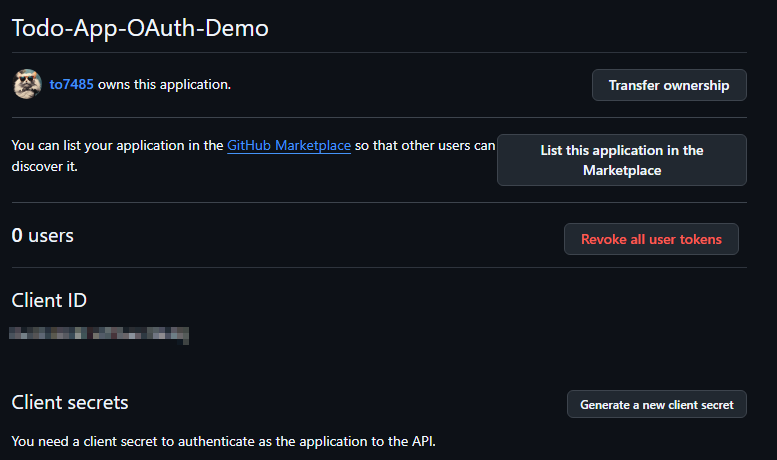 Todo-App-OAuth-Demo
to7485 owns this application.
Transfer ownership
You can list your application in the GitHub Marketplace so that other users can
discover it.
List this application in the
Marketplace
0 users
Revoke all user tokens
Client ID
Client secrets
Generate a new client secret
You need a client secret to authenticate as the application to the API.